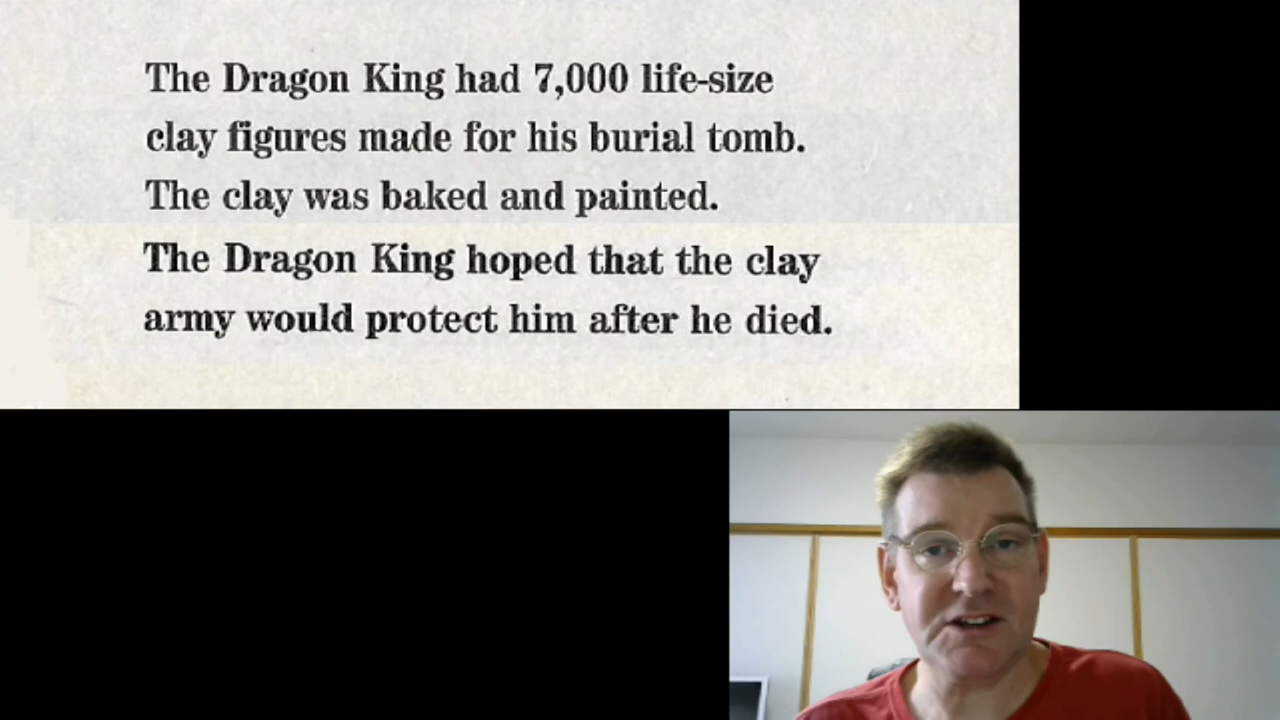 The Dragon King had 7,000 life-size
clay figures made for his burial tomb.
The clay was baked and painted.
The Dragon King hoped that the clay
army would protect him after he died.